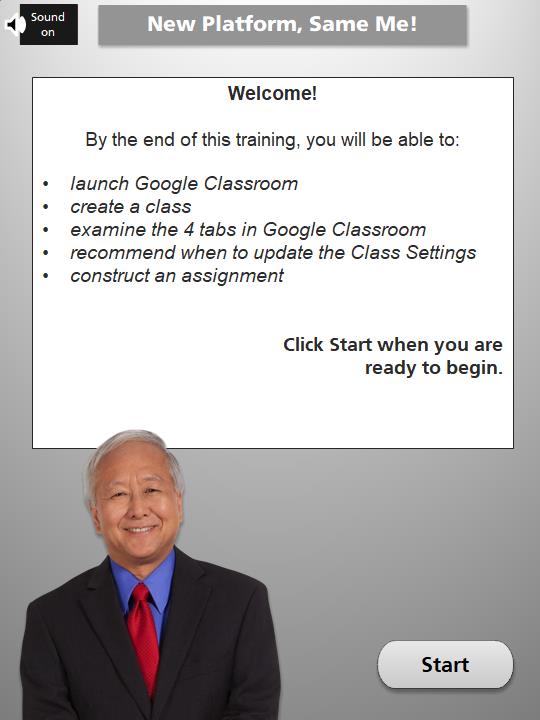 Sound
on
New Platform, Same Me!
Welcome!
By the end of this training, you will be able to:
• launch Google Classroom
• create a class
• examine the 4 tabs in Google Classroom
• recommend when to update the Class Settings
• construct an assignment
Click Start when you are
ready to begin.
Start